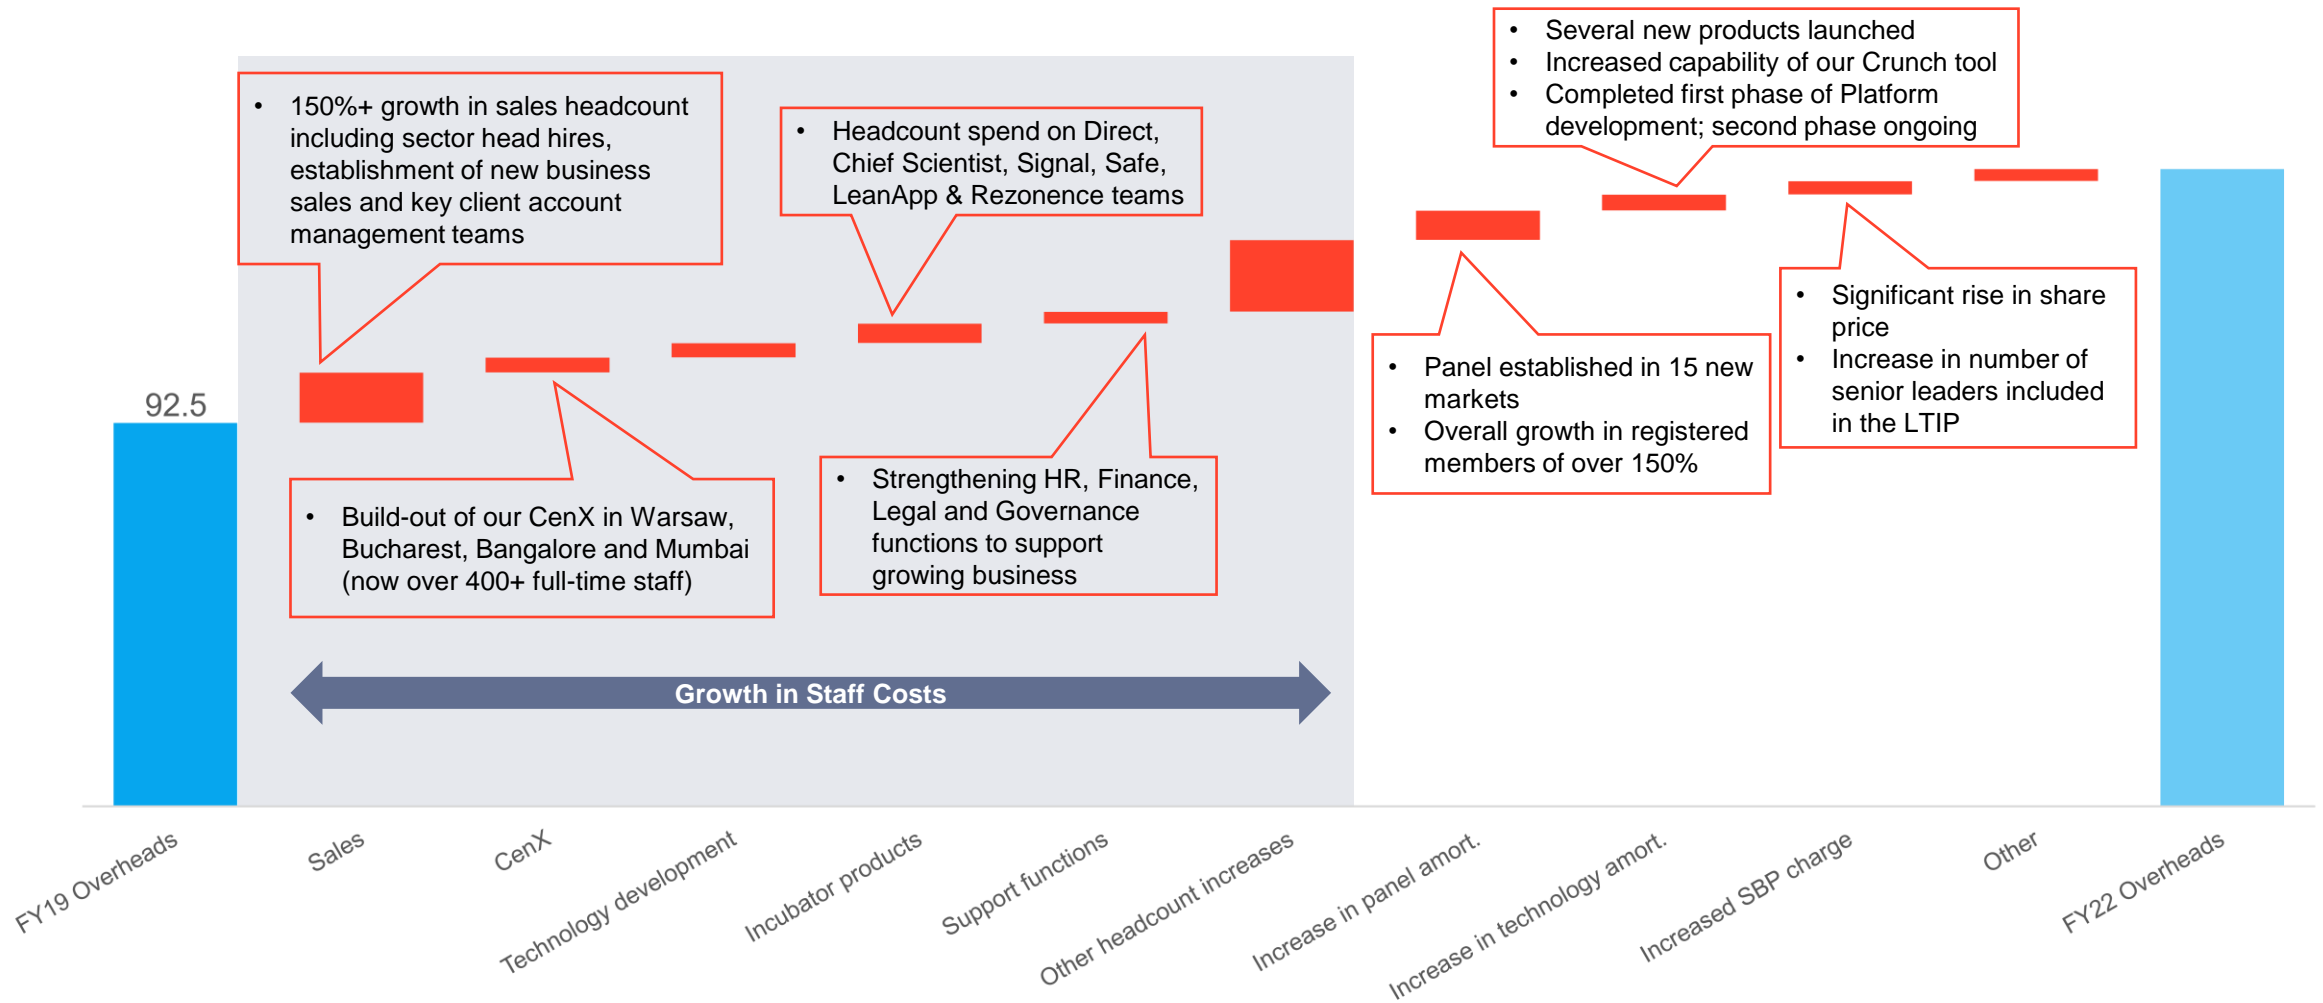 • 150%+ growth in sales headcount
including sector head hires,
establishment of new business
sales and key client account
management teams
• Headcount spend on Direct,
Chief Scientist, Signal, Safe,
LeanApp & Rezonence teams
• Several new products launched
• Increased capability of our Crunch tool
• Completed first phase of Platform
development; second phase ongoing
92.5
• Build-out of our CenX in Warsaw,
Bucharest, Bangalore and Mumbai
(now over 400+ full-time staff)
• Strengthening HR, Finance,
Legal and Governance
functions to support
growing business
• Panel established in 15 new
markets
• Overall growth in registered
members of over 150%
• Significant rise in share
price
• Increase in number of
senior leaders included
in the LTIP
Growth in Staff Costs
FY19 Overheads
Sales
CenX
Technology development
Incubator products
Support functions
Other headcount increases
Increase in panel amort.
Increase in technology amort.
Increased SBP charge
Other
FY22 Overheads